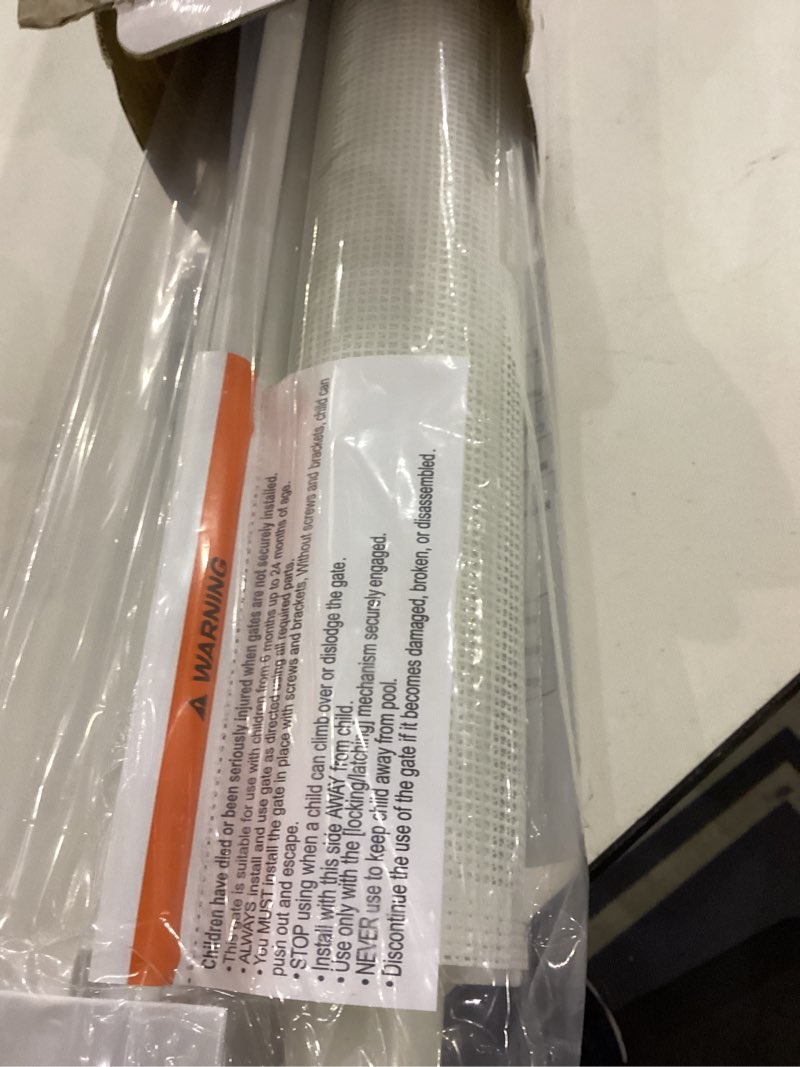 WARNING
Children have died or been seriously injured when gates are not securely installed.
• This gate is suitable for use with children from 6 months up to 24 months of age.
• ALWAYS install and use gate as directed using all required parts.
• You MUST install the gate in place with screws and brackets, Without screws and brackets, child can
push out and escape.
• STOP using when a child can climb over or dislodge the gate.
• Install with this side AWAY from child.
• Use only with the [locking/latching] mechanism securely engaged.
• NEVER use to keep child away from pool.
• Discontinue the use of the gate if it becomes damaged, broken, or disassembled.